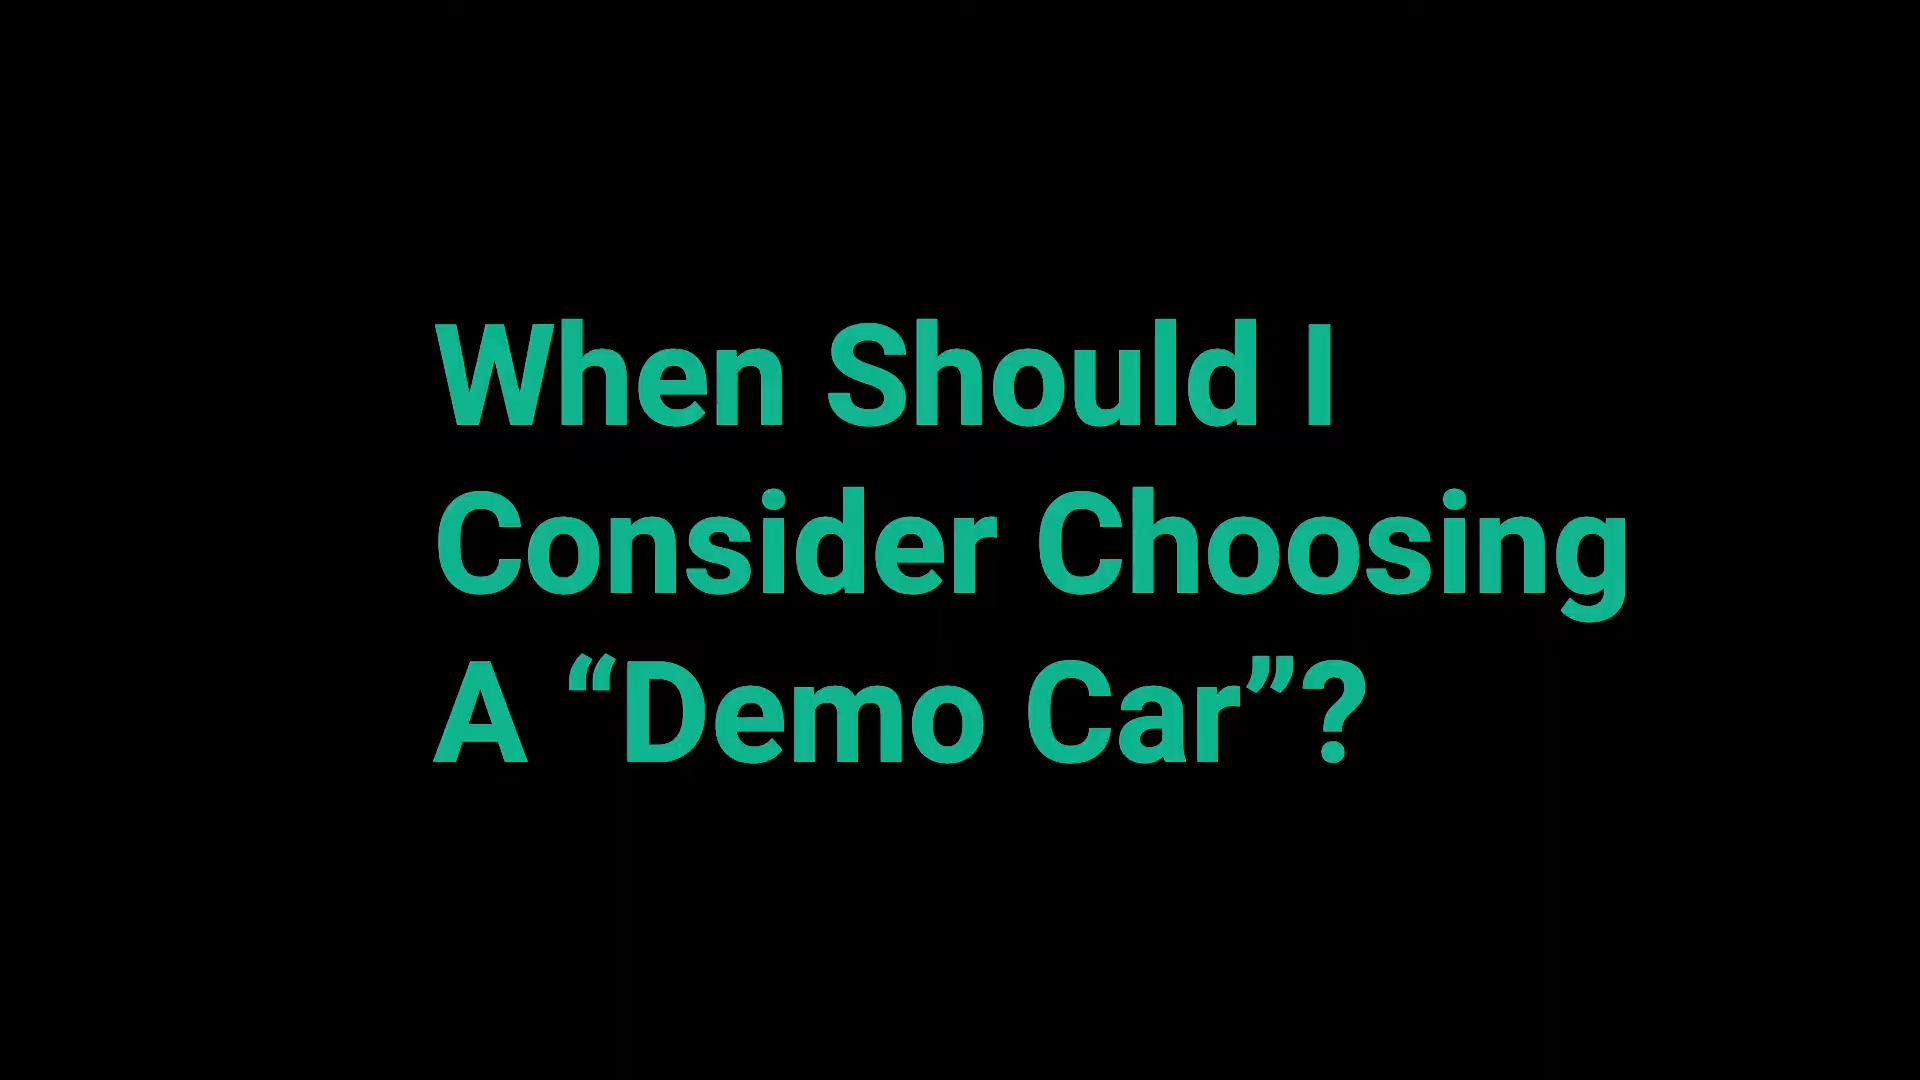 When Should I
Consider Choosing
A “Demo Car”?